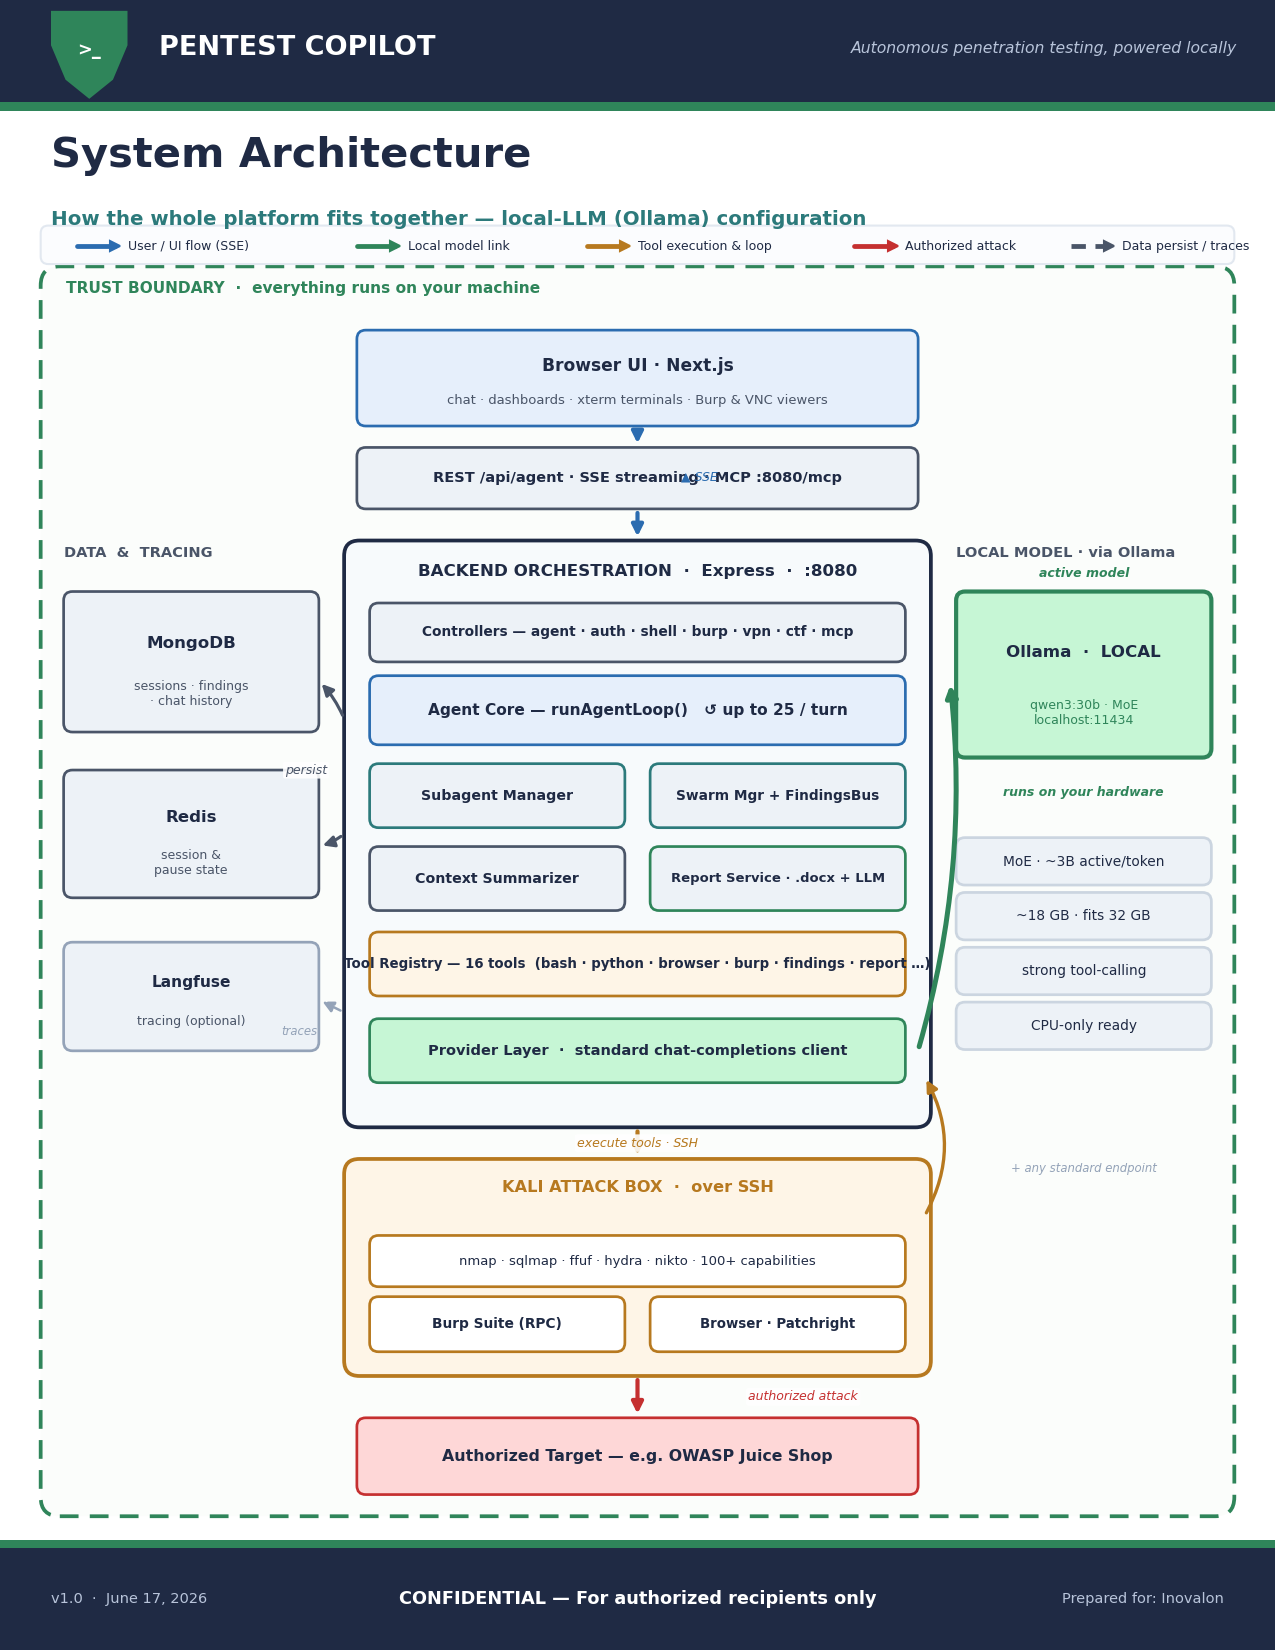 >_
PENTEST COPILOT
Autonomous penetration testing, powered locally
System Architecture
How the whole platform fits together — local-LLM (Ollama) configuration
User / UI flow (SSE)
Local model link
Tool execution & loop
Authorized attack
Data persist / traces
TRUST BOUNDARY · everything runs on your machine
Browser UI · Next.js
chat · dashboards · xterm terminals · Burp & VNC viewers
REST /api/agent · SSE streaming · MCP :8080/mcp
▲ SSE
DATA & TRACING
MongoDB
sessions · findings
· chat history
persist
Redis
session &
pause state
Langfuse
tracing (optional)
traces
BACKEND ORCHESTRATION · Express · :8080
Controllers — agent · auth · shell · burp · vpn · ctf · mcp
Agent Core — runAgentLoop() ↺ up to 25 / turn
Subagent Manager
Swarm Mgr + FindingsBus
Context Summarizer
Report Service · .docx + LLM
Tool Registry — 16 tools (bash · python · browser · burp · findings · report …)
Provider Layer · standard chat-completions client
LOCAL MODEL · via Ollama
active model
Ollama · LOCAL
qwen3:30b · MoE
localhost:11434
runs on your hardware
MoE · ~3B active/token
~18 GB · fits 32 GB
strong tool-calling
CPU-only ready
+ any standard endpoint
execute tools · SSH
KALI ATTACK BOX · over SSH
nmap · sqlmap · ffuf · hydra · nikto · 100+ capabilities
Burp Suite (RPC)
Browser · Patchright
authorized attack
Authorized Target — e.g. OWASP Juice Shop
v1.0 · June 17, 2026
CONFIDENTIAL — For authorized recipients only
Prepared for: Inovalon